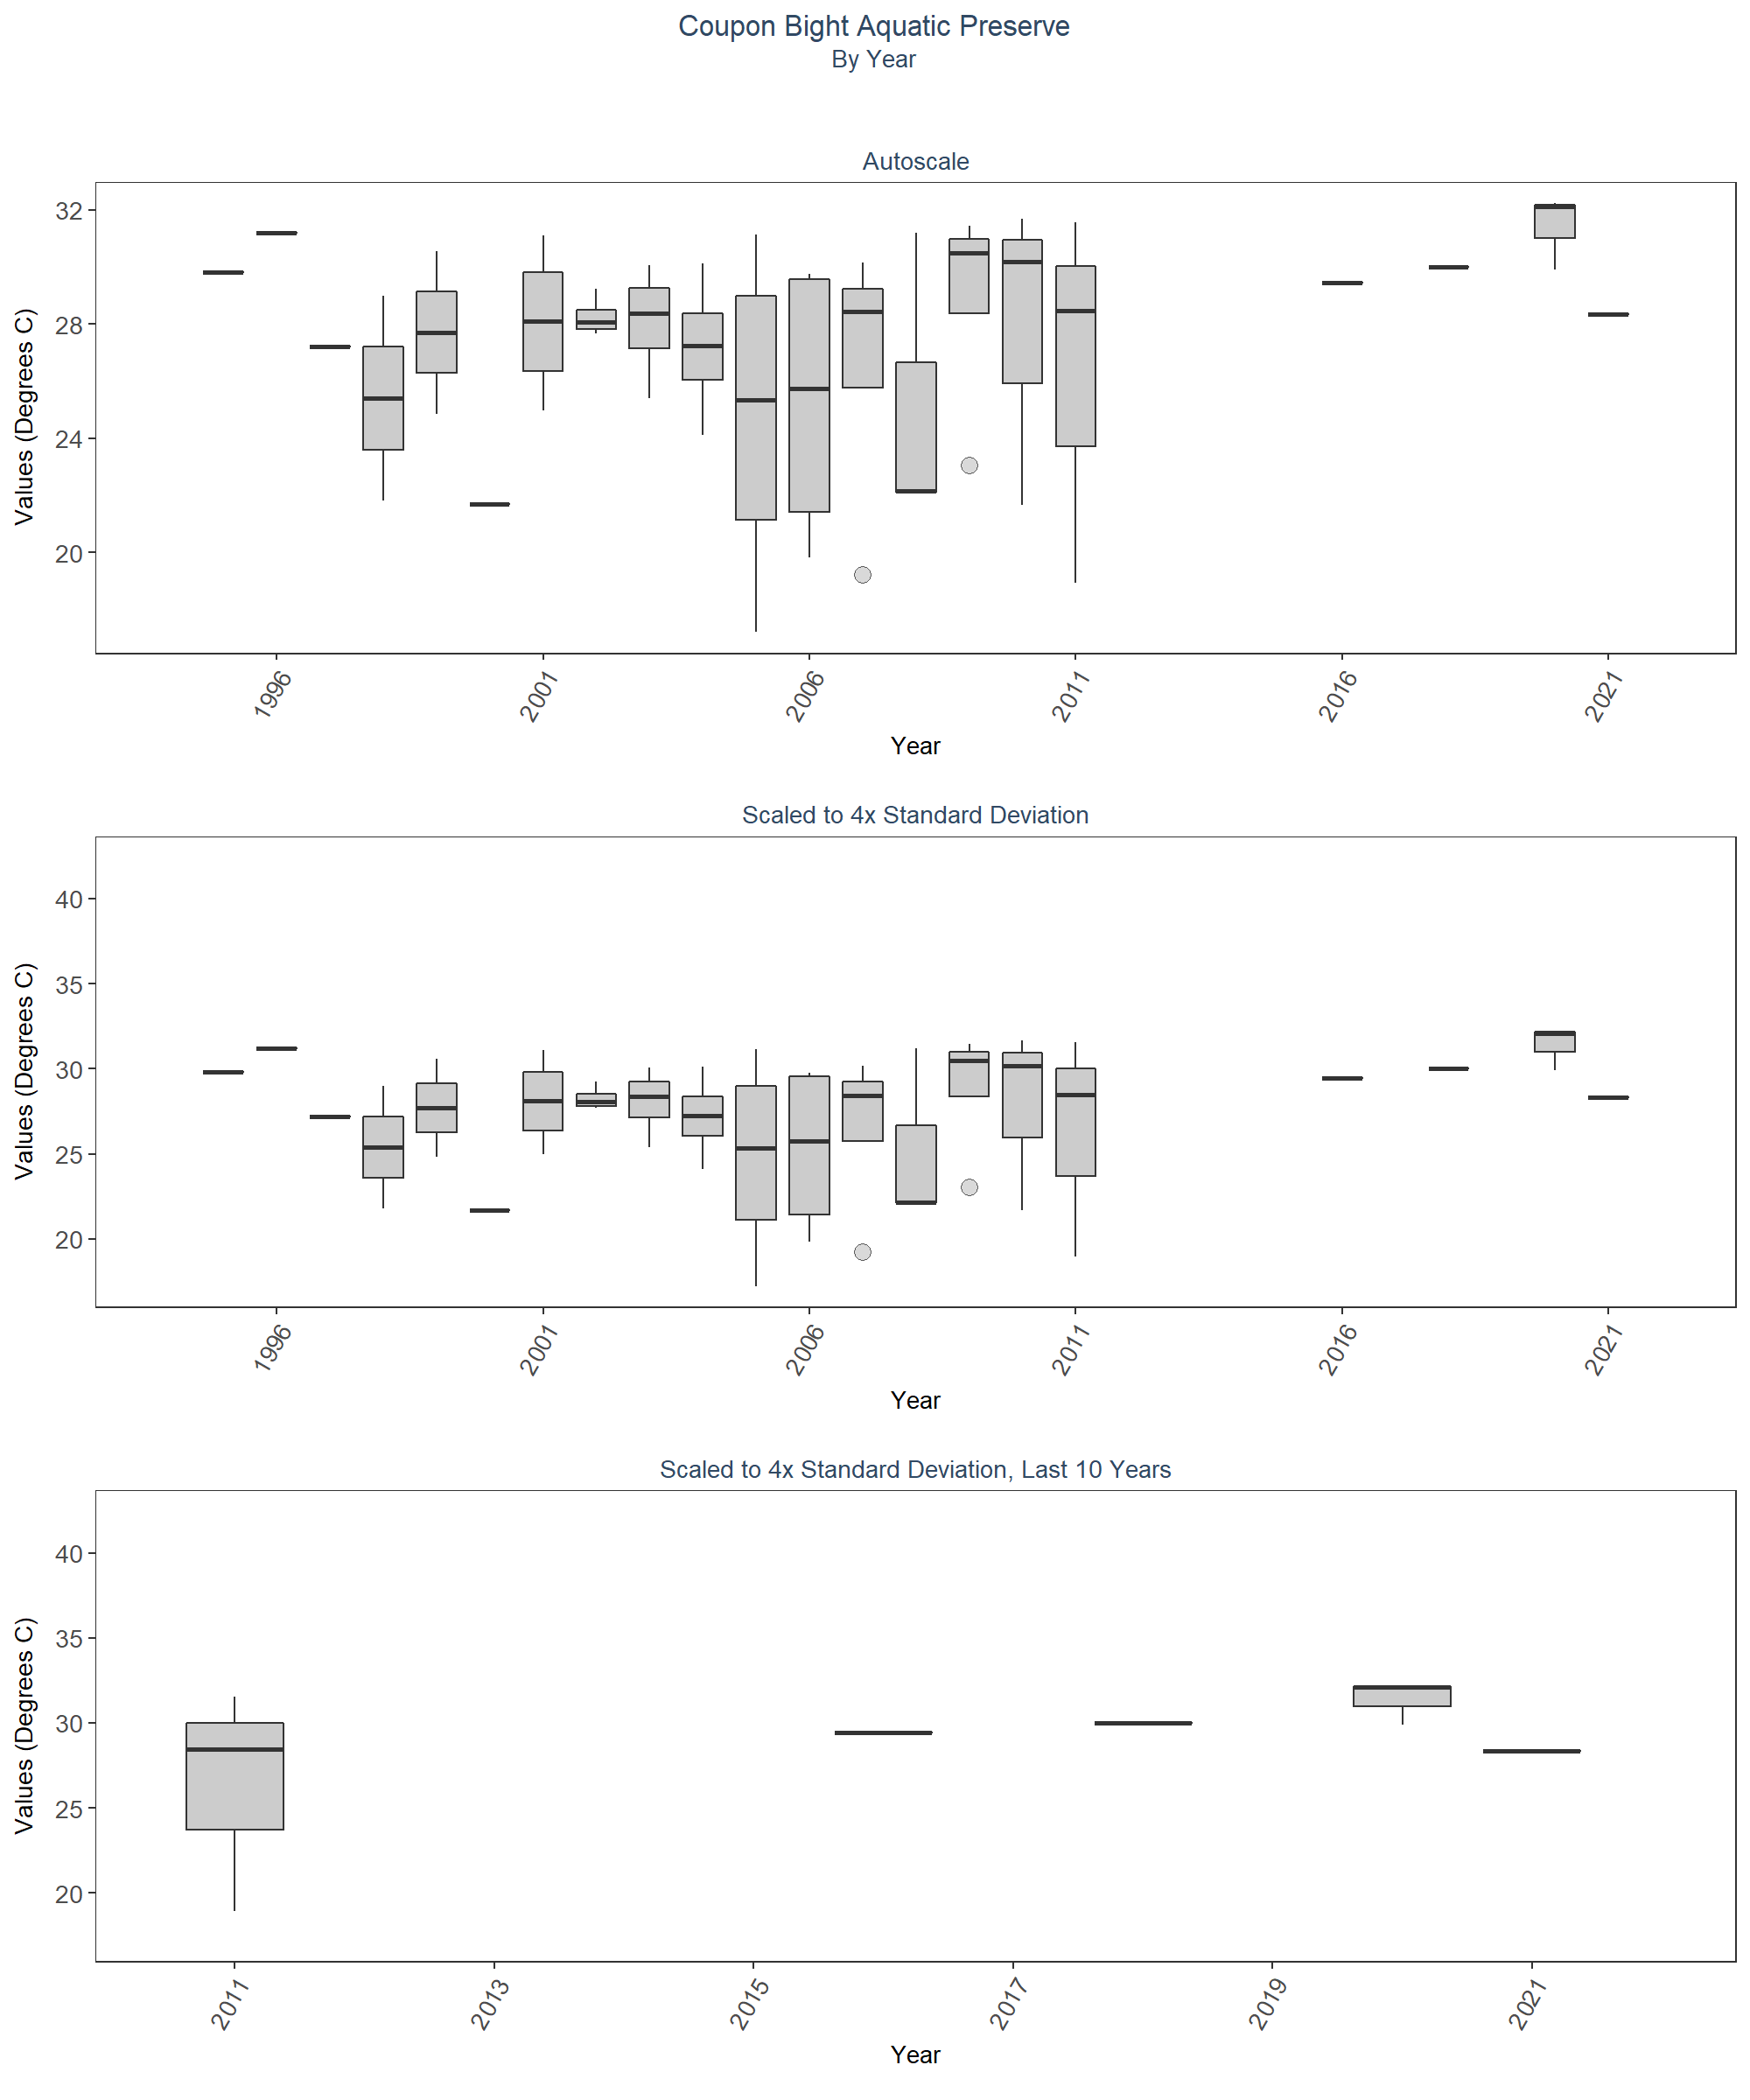 Coupon Bight Aquatic Preserve
By Year
Autoscale
Values (Degrees C)
32
28
24
20
1996
2001
2006
2011
2016
2021
Year
Scaled to 4x Standard Deviation
Values (Degrees C)
40
35
30
25
20
1996
2001
2006
2011
2016
2021
Year
Scaled to 4x Standard Deviation, Last 10 Years
Values (Degrees C)
40
35
30
25
20
2011
2013
2015
2017
2019
2021
Year